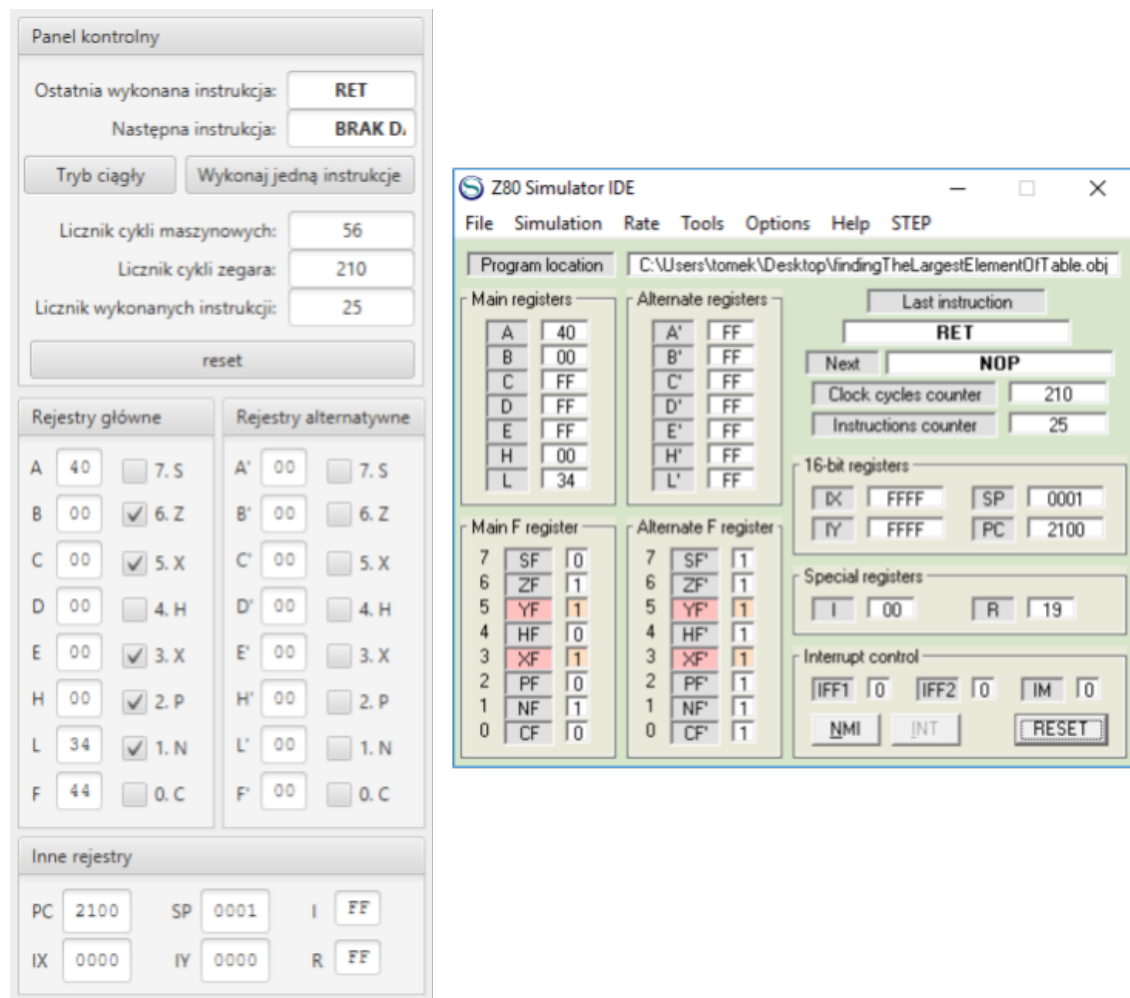 Panel kontrolny
Ostatnia wykonana instrukcja: RET
Następna instrukcja: BRAK
Tryb ciągły Wykonaj jedną instrukcje
Licznik cykli maszynowych: 56
Licznik cykli zegara: 210
Licznik wykonanych instrukcji: 25
reset
Rejestry główne Rejestry alternatywne
A 40 7. S A' 00 7. S
B 00 6. Z B' 00 6. Z
C 00 5. X C' 00 5. X
D 00 4. H D' 00 4. H
E 00 3. X E' 00 3. X
H 00 2. P H' 00 2. P
L 34 1. N L' 00 1. N
F 44 0. C F' 00 0. C
Inne rejestry
PC 2100 SP 0001 I FF
IX 0000 IY 0000 R FF
Z80 Simulator IDE
File Simulation Rate Tools Options Help STEP
Program location C:\Users\tomek\Desktop\findingTheLargestElementOfTable.obj
Main registers
A 40
B 00
C FF
D FF
E FF
H 00
L 34
Alternate registers
A' FF
B' FF
C' FF
D' FF
E' FF
H' FF
L' FF
Last instruction
RET
Next NOP
Clock cycles counter 210
Instructions counter 25
16-bit registers
IX FFFF SP 0001
IY FFFF PC 2100
Main F register
7 SF 0
6 ZF 1
5 YF 1
4 HF 0
3 XF 1
2 PF 0
1 NF 1
0 CF 0
Alternate F register
7 SF' 1
6 ZF' 1
5 YF' 1
4 HF' 1
3 XF' 1
2 PF' 1
1 NF' 1
0 CF' 1
Special registers
I 00 R 19
Interrupt control
IFF1 0 IFF2 0 IM 0
NMI INT RESET